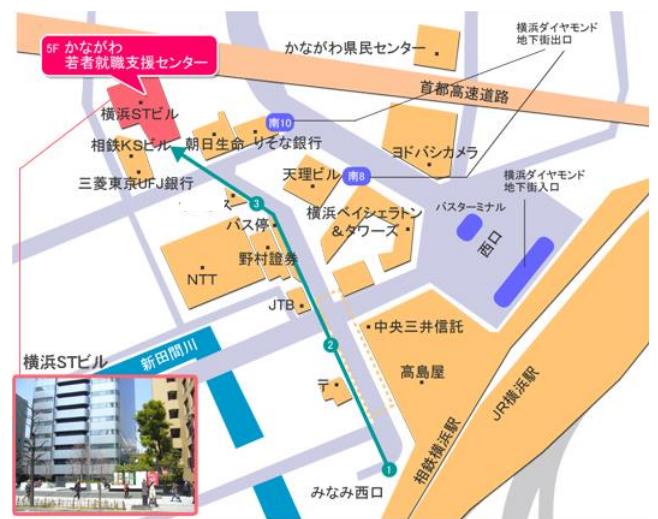 5F かながわ
若者就職支援センター
横浜STビル
相鉄KSビル
三菱東京UFJ銀行
朝日生命
りそな銀行
南10
かながわ県民センター
首都高速道路
横浜ダイヤモンド
地下街出口
ヨドバシカメラ
天理ビル
南8
横浜ベイシェラトン
&タワーズ
横浜ダイヤモンド
地下街入口
バスターミナル
西口
3
バス停
野村證券
NTT
JTB
2
中央三井信託
高島屋
〒
新田間川
横浜STビル
相鉄横浜駅
JR横浜駅
1
みなみ西口